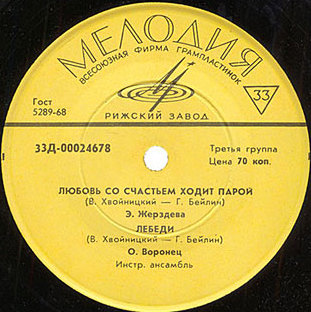 МЕЛОДИЯ
ВСЕСОЮЗНАЯ ФИРМА ГРАМПЛАСТИНОК
33
Гост
5289-68
РИЖСКИЙ ЗАВОД
33Д-00024678
Третья группа
Цена 70 коп.
ЛЮБОВЬ СО СЧАСТЬЕМ ХОДИТ ПАРОЙ
(В. Хвойницкий — Г. Бейлин)
Э. Жерздева
ЛЕБЕДИ
(В. Хвойницкий — Г. Бейлин)
О. Воронец
Инстр. ансамбль